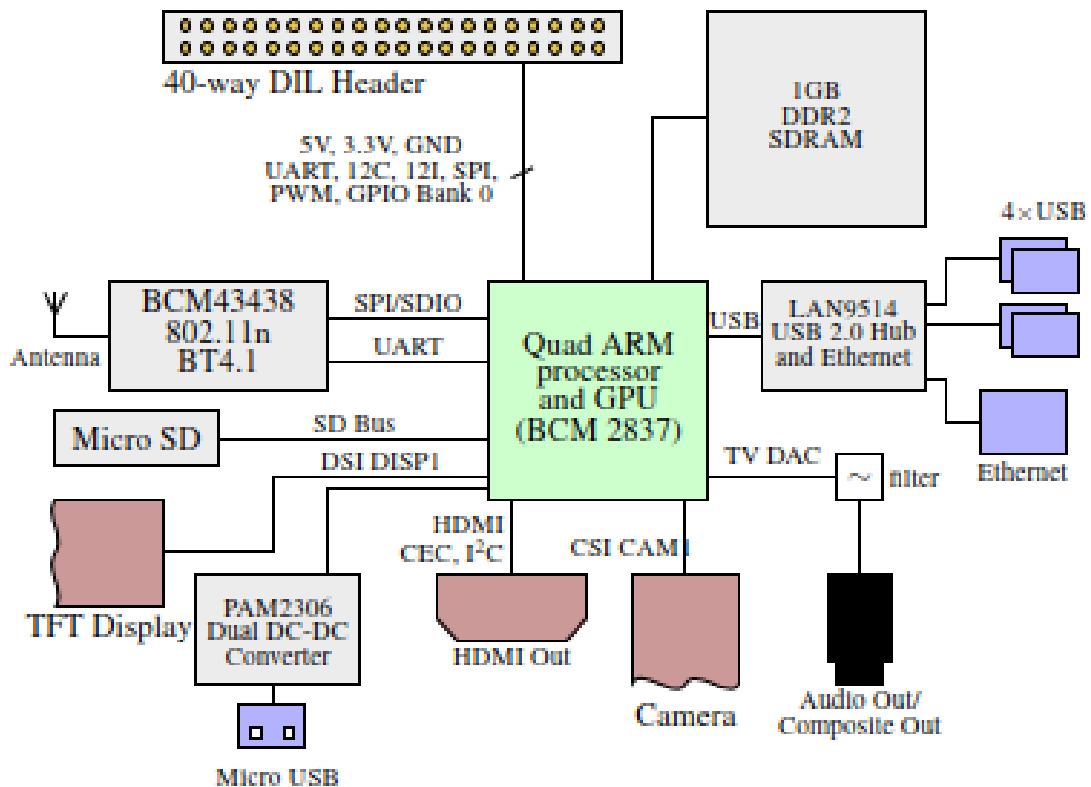 40-way DIL Header
1GB
DDR2
SDRAM
5V, 3.3V, GND
UART, 12C, 12I, SPI,
PWM, GPIO Bank 0
4×USB
BCM43438
802.11n
BT4.1
SPI/SDIO
UART
Antenna
Quad ARM
processor
and GPU
(BCM 2837)
USB
LAN9514
USB 2.0 Hub
and Ethernet
Micro SD
SD Bus
DSI DISP1
TV DAC
~
filter
Ethernet
HDMI
CEC, I²C
CSI CAM1
TFT Display
PAM2306
Dual DC-DC
Converter
HDMI Out
Camera
Audio Out/
Composite Out
Micro USB